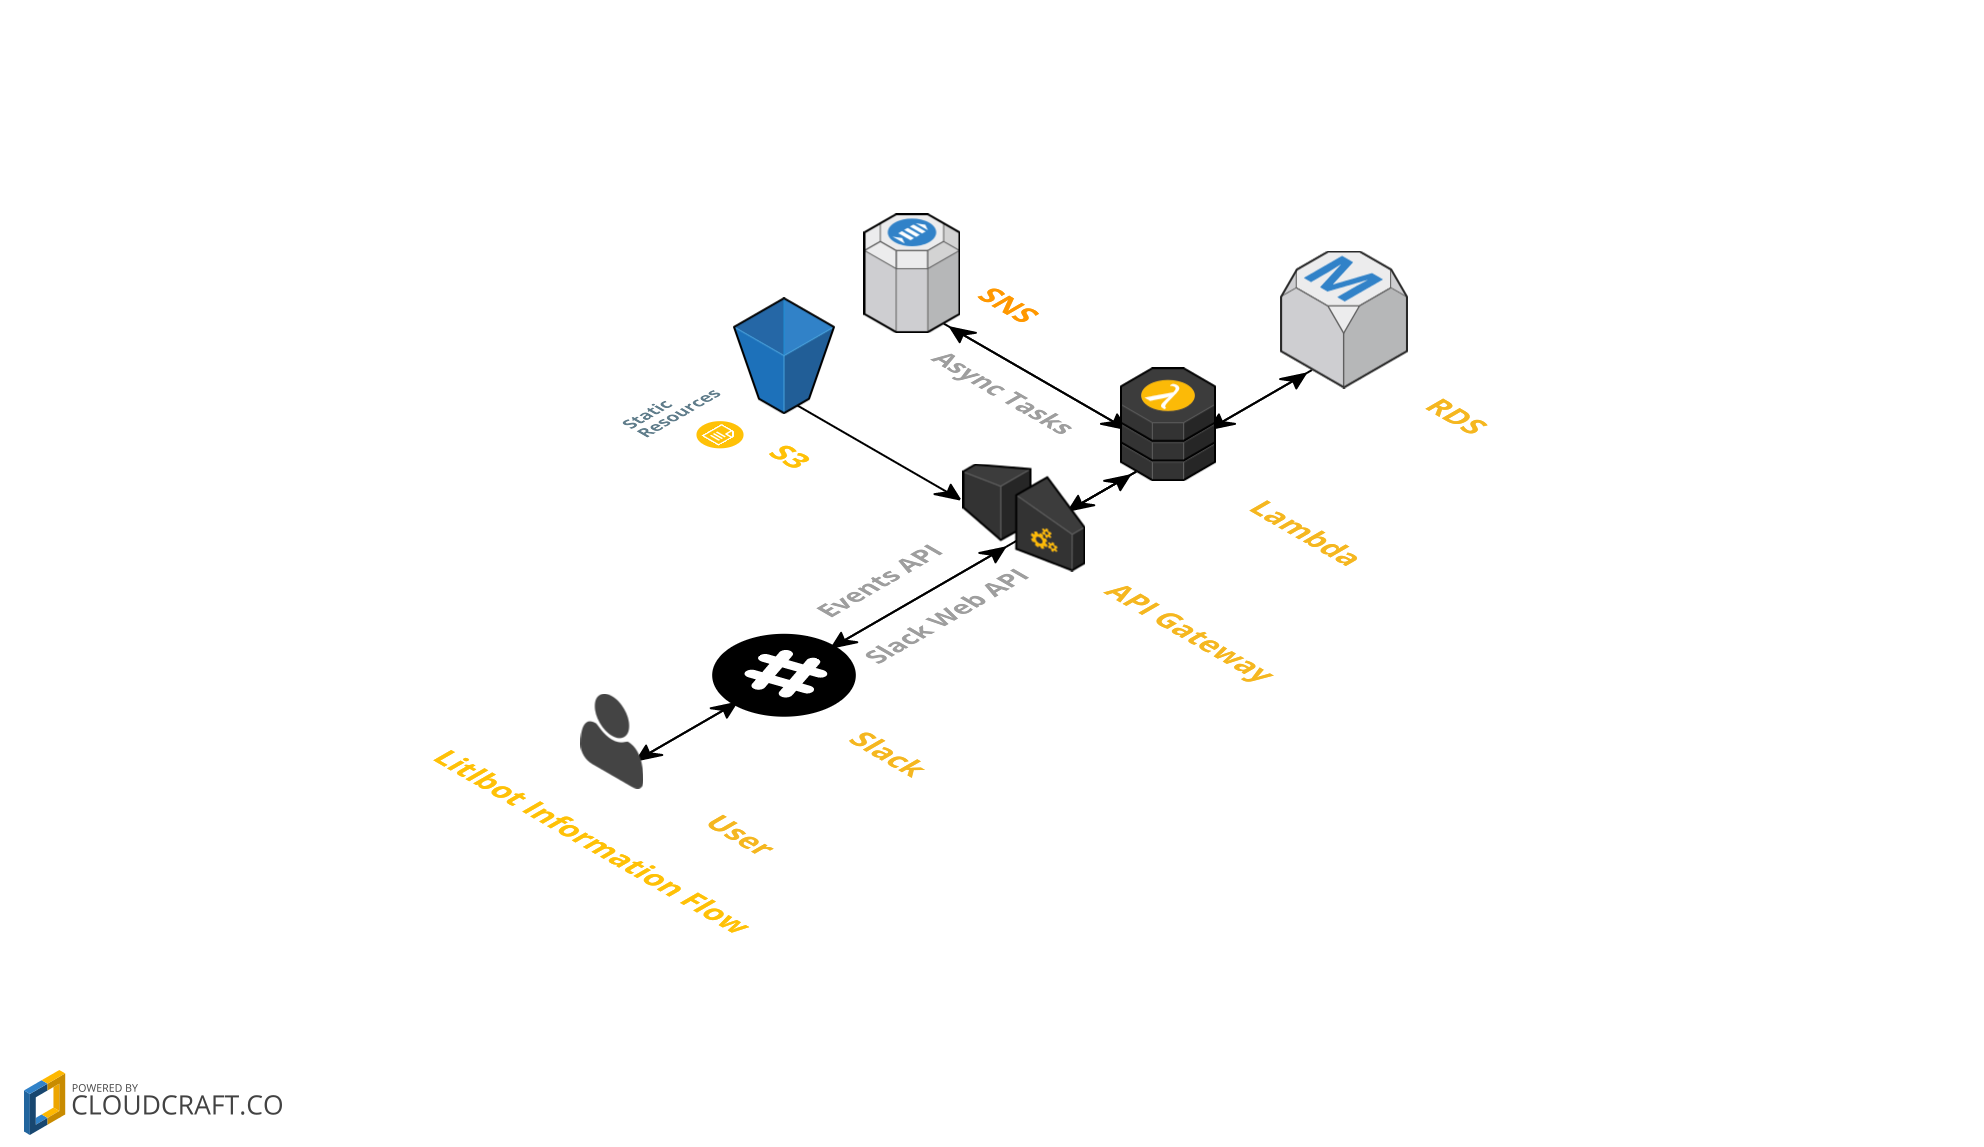 SNS
Async Tasks
RDS
Static
Resources
S3
Lambda
Events API
Slack Web API
API Gateway
Slack
User
Litlbot Information Flow
POWERED BY
CLOUDCRAFT.CO